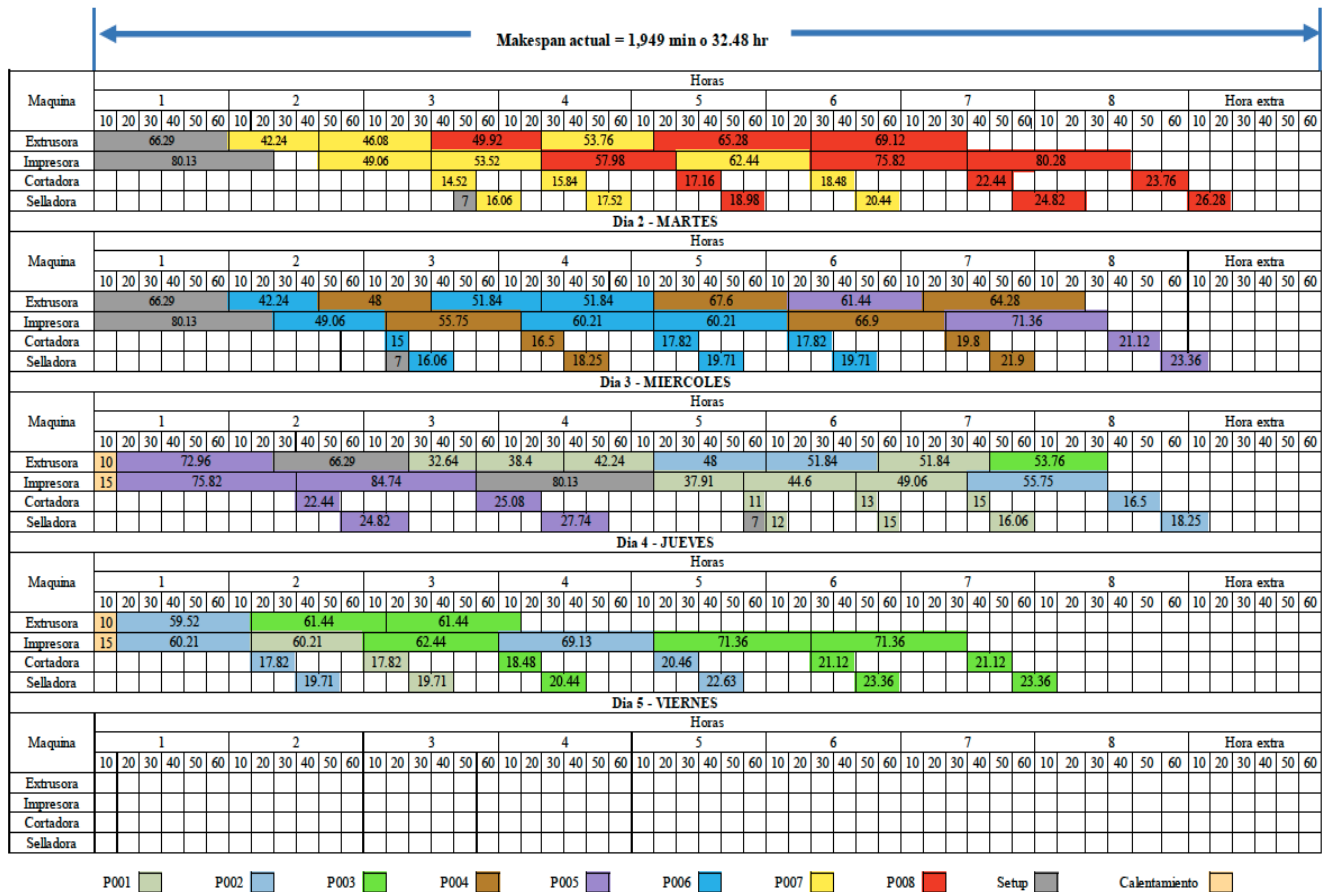 Makespan actual = 1,949 min o 32.48 hr
Horas
Maquina 1 2 3 4 5 6 7 8 Hora extra
10 20 30 40 50 60 10 20 30 40 50 60 10 20 30 40 50 60 10 20 30 40 50 60 10 20 30 40 50 60 10 20 30 40 50 60 10 20 30 40 50 60 10 20 30 40 50 60 10 20 30 40 50 60
Extrusora 66.29 42.24 46.08 49.92 53.76 65.28 69.12
Impresora 80.13 49.06 53.52 57.98 62.44 75.82 80.28
Cortadora 14.52 15.84 17.16 18.48 22.44 23.76
Selladora 7 16.06 17.52 18.98 20.44 24.82 26.28
Dia 2 - MARTES
Horas
Maquina 1 2 3 4 5 6 7 8 Hora extra
10 20 30 40 50 60 10 20 30 40 50 60 10 20 30 40 50 60 10 20 30 40 50 60 10 20 30 40 50 60 10 20 30 40 50 60 10 20 30 40 50 60 10 20 30 40 50 60 10 20 30 40 50 60
Extrusora 66.29 42.24 48 51.84 51.84 67.6 61.44 64.28
Impresora 80.13 49.06 55.75 60.21 60.21 66.9 71.36
Cortadora 15 16.5 17.82 17.82 19.8 21.12
Selladora 7 16.06 18.25 19.71 19.71 21.9 23.36
Dia 3 - MIERCOLES
Horas
Maquina 1 2 3 4 5 6 7 8 Hora extra
10 20 30 40 50 60 10 20 30 40 50 60 10 20 30 40 50 60 10 20 30 40 50 60 10 20 30 40 50 60 10 20 30 40 50 60 10 20 30 40 50 60 10 20 30 40 50 60 10 20 30 40 50 60
Extrusora 10 72.96 66.29 32.64 38.4 42.24 48 51.84 51.84 53.76
Impresora 15 75.82 84.74 80.13 37.91 44.6 49.06 55.75
Cortadora 22.44 25.08 11 13 15 16.5
Selladora 24.82 27.74 7 12 15 16.06 18.25
Dia 4 - JUEVES
Horas
Maquina 1 2 3 4 5 6 7 8 Hora extra
10 20 30 40 50 60 10 20 30 40 50 60 10 20 30 40 50 60 10 20 30 40 50 60 10 20 30 40 50 60 10 20 30 40 50 60 10 20 30 40 50 60 10 20 30 40 50 60 10 20 30 40 50 60
Extrusora 10 59.52 61.44 61.44
Impresora 15 60.21 60.21 62.44 69.13 71.36 71.36
Cortadora 17.82 17.82 18.48 20.46 21.12 21.12
Selladora 19.71 19.71 20.44 22.63 23.36 23.36
Dia 5 - VIERNES
Horas
Maquina 1 2 3 4 5 6 7 8 Hora extra
10 20 30 40 50 60 10 20 30 40 50 60 10 20 30 40 50 60 10 20 30 40 50 60 10 20 30 40 50 60 10 20 30 40 50 60 10 20 30 40 50 60 10 20 30 40 50 60 10 20 30 40 50 60
Extrusora
Impresora
Cortadora
Selladora
P001 P002 P003 P004 P005 P006 P007 P008 Setup Calentamiento